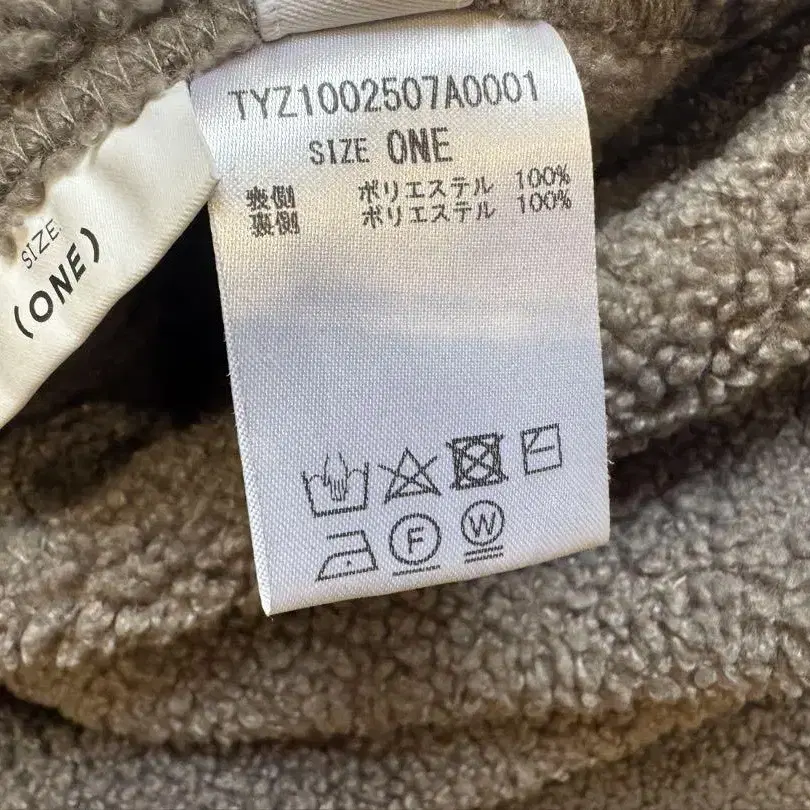 TYZ1002507A0001
SIZE ONE
表側 ポリエステル 100%
裏側 ポリエステル 100%
F
W
SIZE:
(ONE)